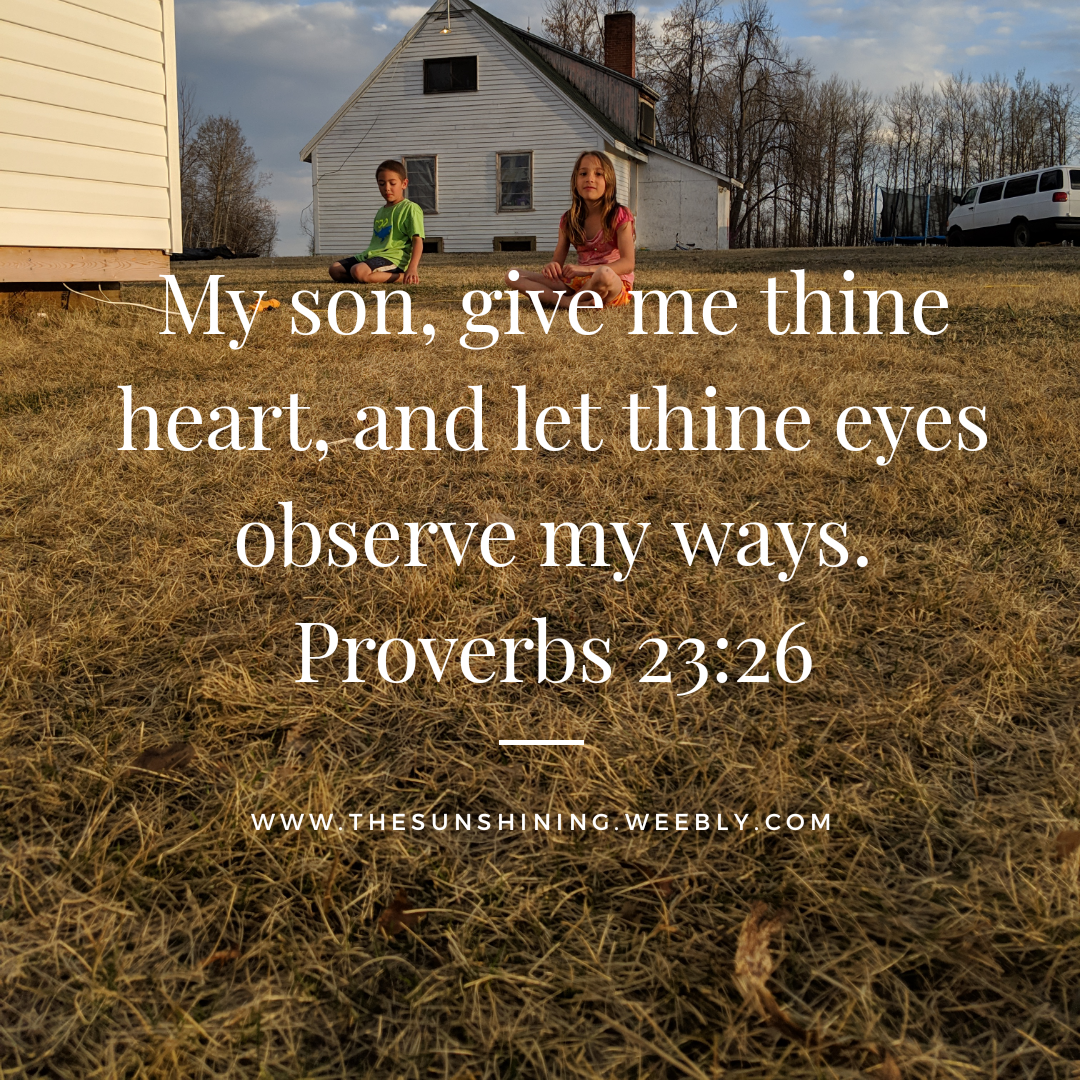 My son, give me thine
heart, and let thine eyes
observe my ways.
Proverbs 23:26
WWW.THESUNSHINING.WEEBLY.COM